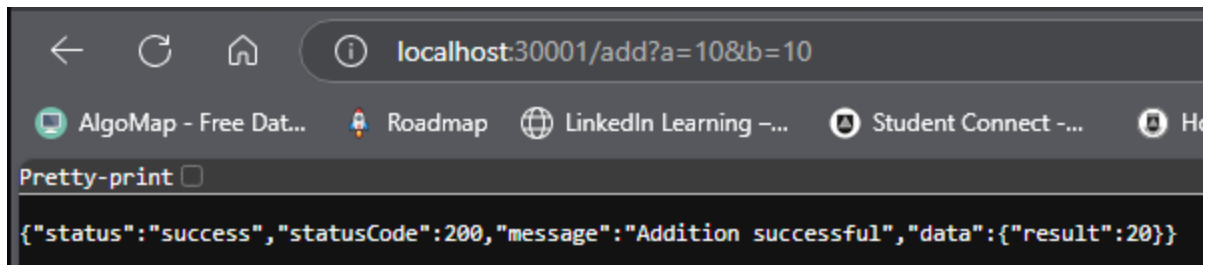 localhost:30001/add?a=10&b=10
AlgoMap - Free Dat... Roadmap LinkedIn Learning –... Student Connect -...
Pretty-print
{"status":"success","statusCode":200,"message":"Addition successful","data":{"result":20}}